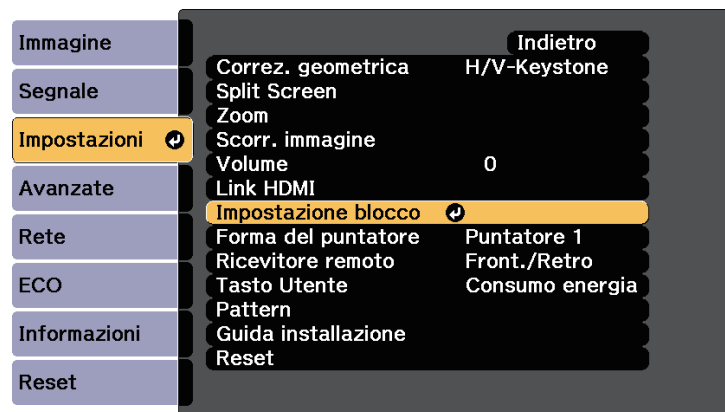 Immagine
Segnale
Impostazioni
Avanzate
Rete
ECO
Informazioni
Reset
Indietro
Correz. geometrica H/V-Keystone
Split Screen
Zoom
Scorr. immagine
Volume 0
Link HDMI
Impostazione blocco
Forma del puntatore Puntatore 1
Ricevitore remoto Front./Retro
Tasto Utente Consumo energia
Pattern
Guida installazione
Reset